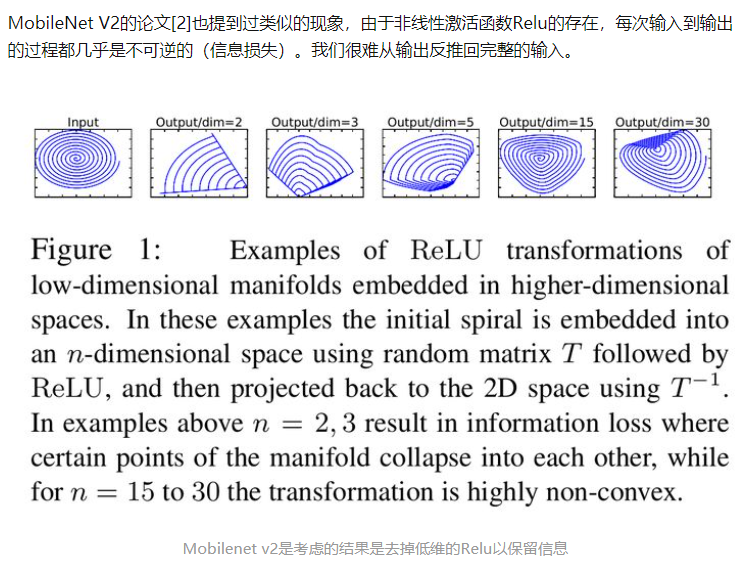 MobileNet V2的论文[2]也提到过类似的现象，由于非线性激活函数Relu的存在，每次输入到输出
的过程都几乎是不可逆的（信息损失）。我们很难从输出反推回完整的输入。
Input Output/dim=2 Output/dim=3 Output/dim=5 Output/dim=15 Output/dim=30
Figure 1: Examples of ReLU transformations of
low-dimensional manifolds embedded in higher-dimensional
spaces. In these examples the initial spiral is embedded into
an n-dimensional space using random matrix T followed by
ReLU, and then projected back to the 2D space using T⁻¹.
In examples above n = 2, 3 result in information loss where
certain points of the manifold collapse into each other, while
for n = 15 to 30 the transformation is highly non-convex.
Mobilenet v2是考虑的结果是去掉低维的Relu以保留信息